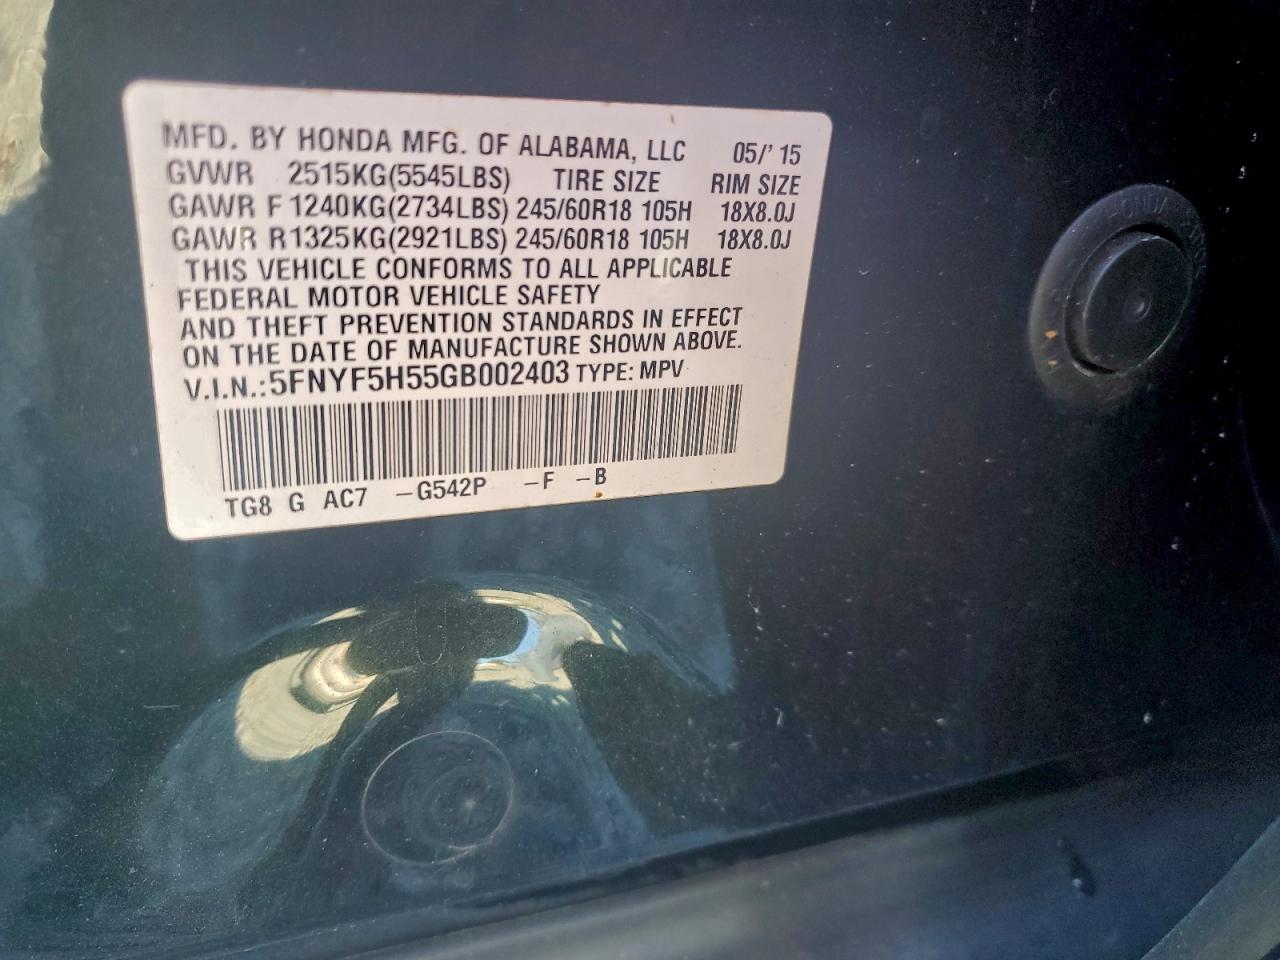 MFD. BY HONDA MFG. OF ALABAMA, LLC 05/' 15
GVWR 2515KG(5545LBS) TIRE SIZE RIM SIZE
GAWR F 1240KG(2734LBS) 245/60R18 105H 18X8.0J
GAWR R1325KG(2921LBS) 245/60R18 105H 18X8.0J
THIS VEHICLE CONFORMS TO ALL APPLICABLE
FEDERAL MOTOR VEHICLE SAFETY
AND THEFT PREVENTION STANDARDS IN EFFECT
ON THE DATE OF MANUFACTURE SHOWN ABOVE.
V.I.N.:5FNYF5H55GB002403 TYPE: MPV
TG8 G AC7 -G542P -F -B
HONDA